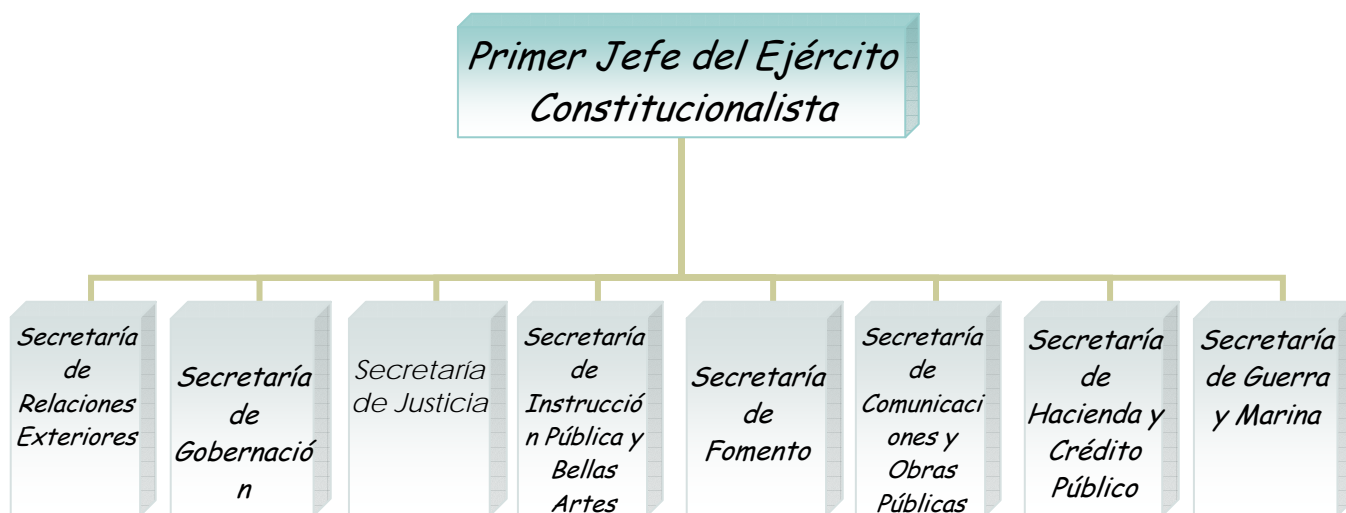 Primer Jefe del Ejército
Constitucionalista
Secretaría
de
Relaciones
Exteriores
Secretaría
de
Gobernació
n
Secretaría
de Justicia
Secretaría
de
Instrucció
n Pública y
Bellas
Artes
Secretaría
de
Fomento
Secretaría
de
Comunicaci
ones y
Obras
Públicas
Secretaría
de
Hacienda y
Crédito
Público
Secretaría
de Guerra
y Marina